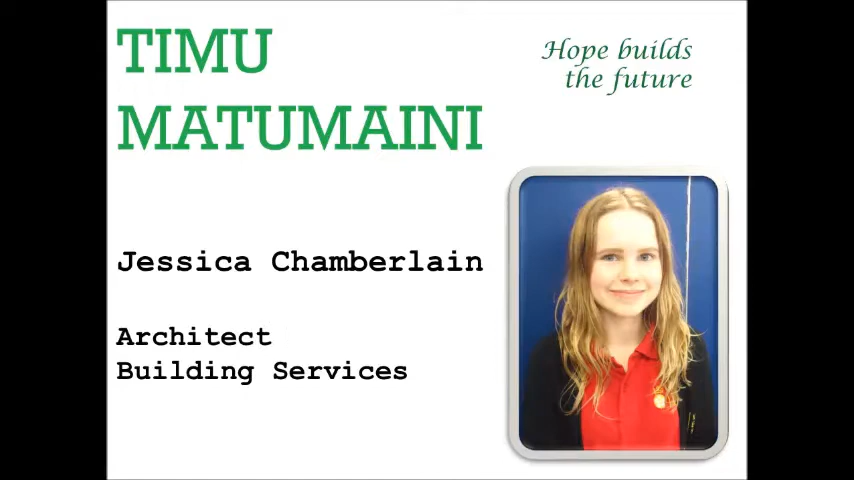 TIMU
MATUMAINI
Hope builds
the future
Jessica Chamberlain
Architect
Building Services